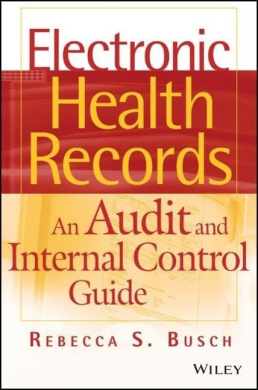 Electronic
Health
Records
An Audit and
Internal Control
Guide
REBECCA S. BUSCH
WILEY